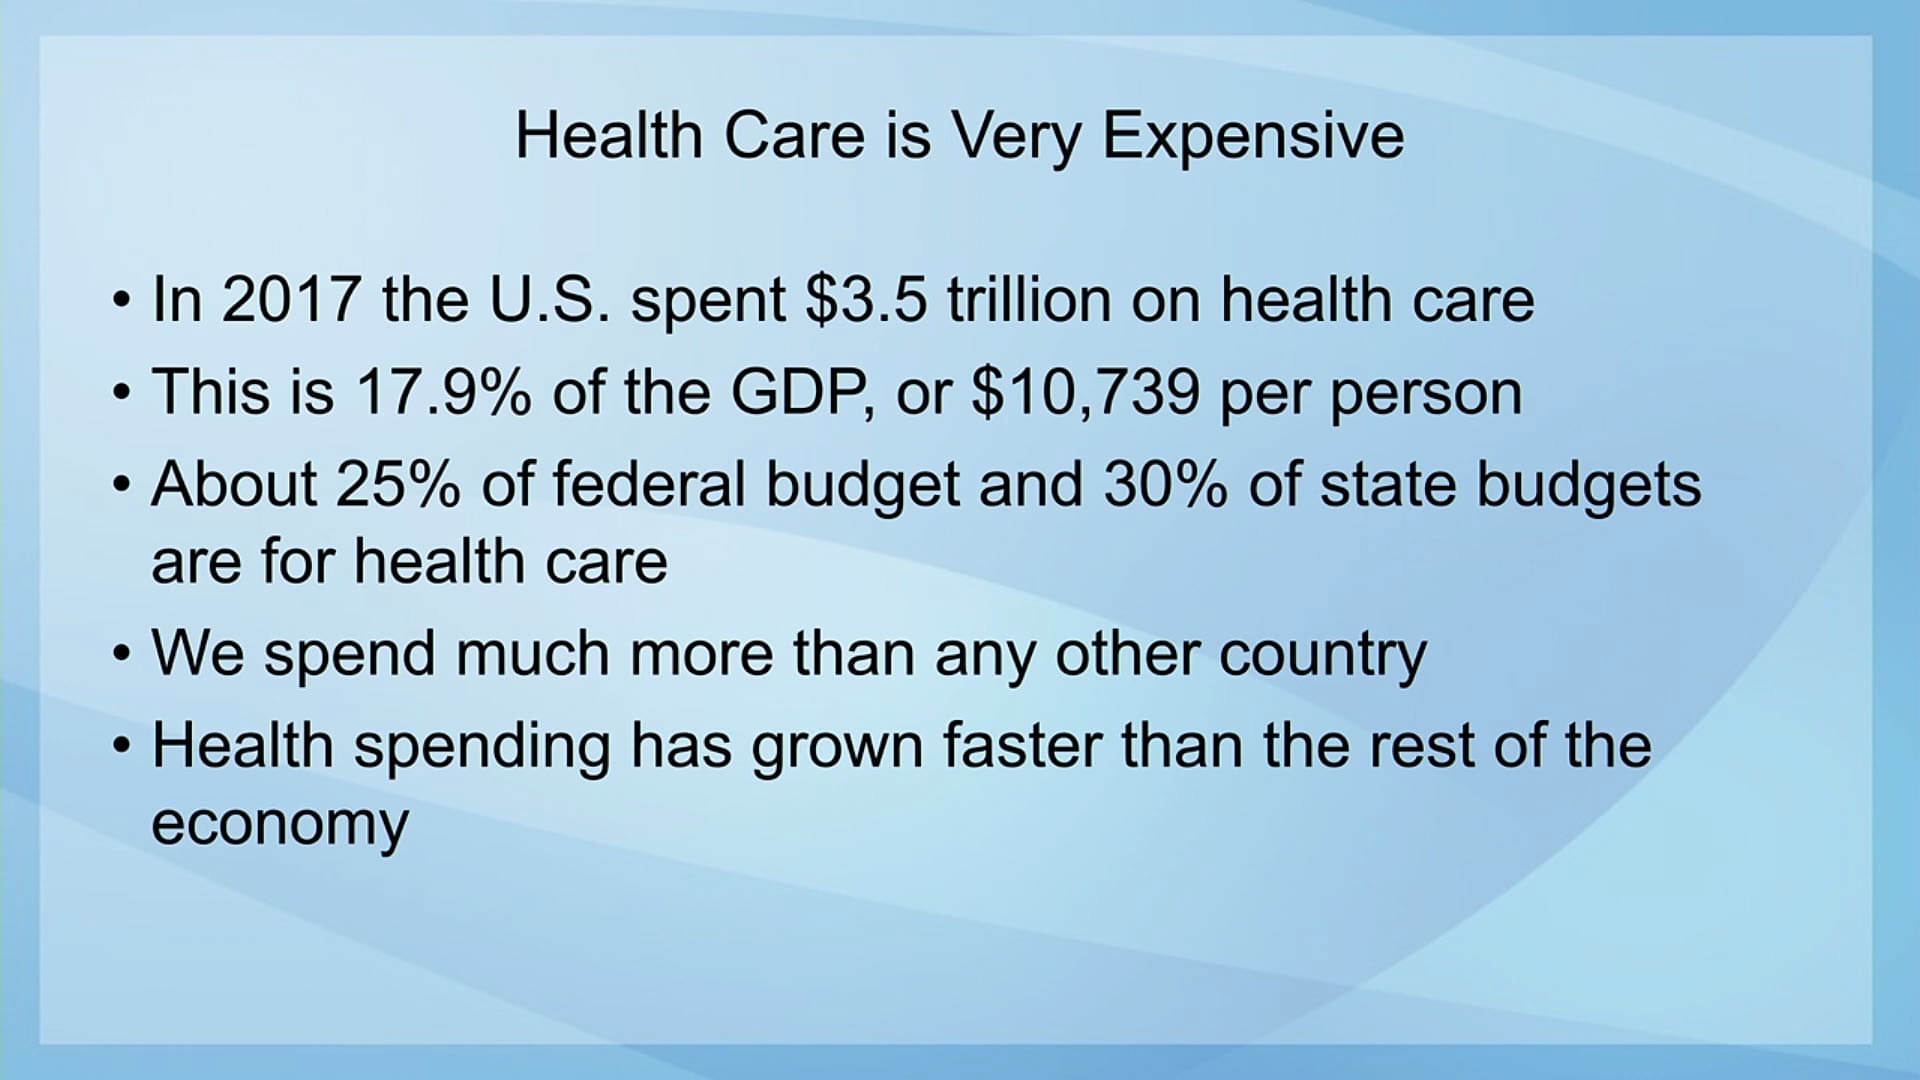 Health Care is Very Expensive
• In 2017 the U.S. spent $3.5 trillion on health care
• This is 17.9% of the GDP, or $10,739 per person
• About 25% of federal budget and 30% of state budgets
are for health care
• We spend much more than any other country
• Health spending has grown faster than the rest of the
economy